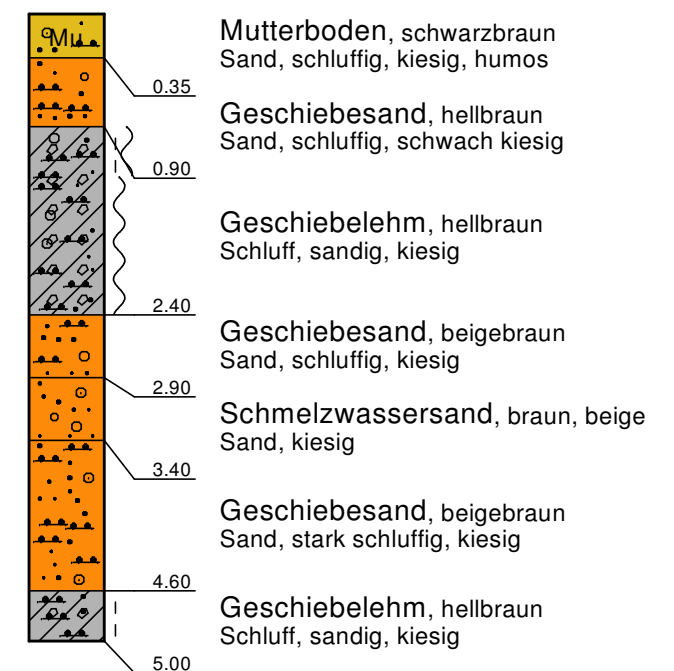 Mu
Mutterboden, schwarzbraun
Sand, schluffig, kiesig, humos
0.35
Geschiebesand, hellbraun
Sand, schluffig, schwach kiesig
0.90
Geschiebelehm, hellbraun
Schluff, sandig, kiesig
2.40
Geschiebesand, beigebraun
Sand, schluffig, kiesig
2.90
Schmelzwassersand, braun, beige
Sand, kiesig
3.40
Geschiebesand, beigebraun
Sand, stark schluffig, kiesig
4.60
Geschiebelehm, hellbraun
Schluff, sandig, kiesig
5.00